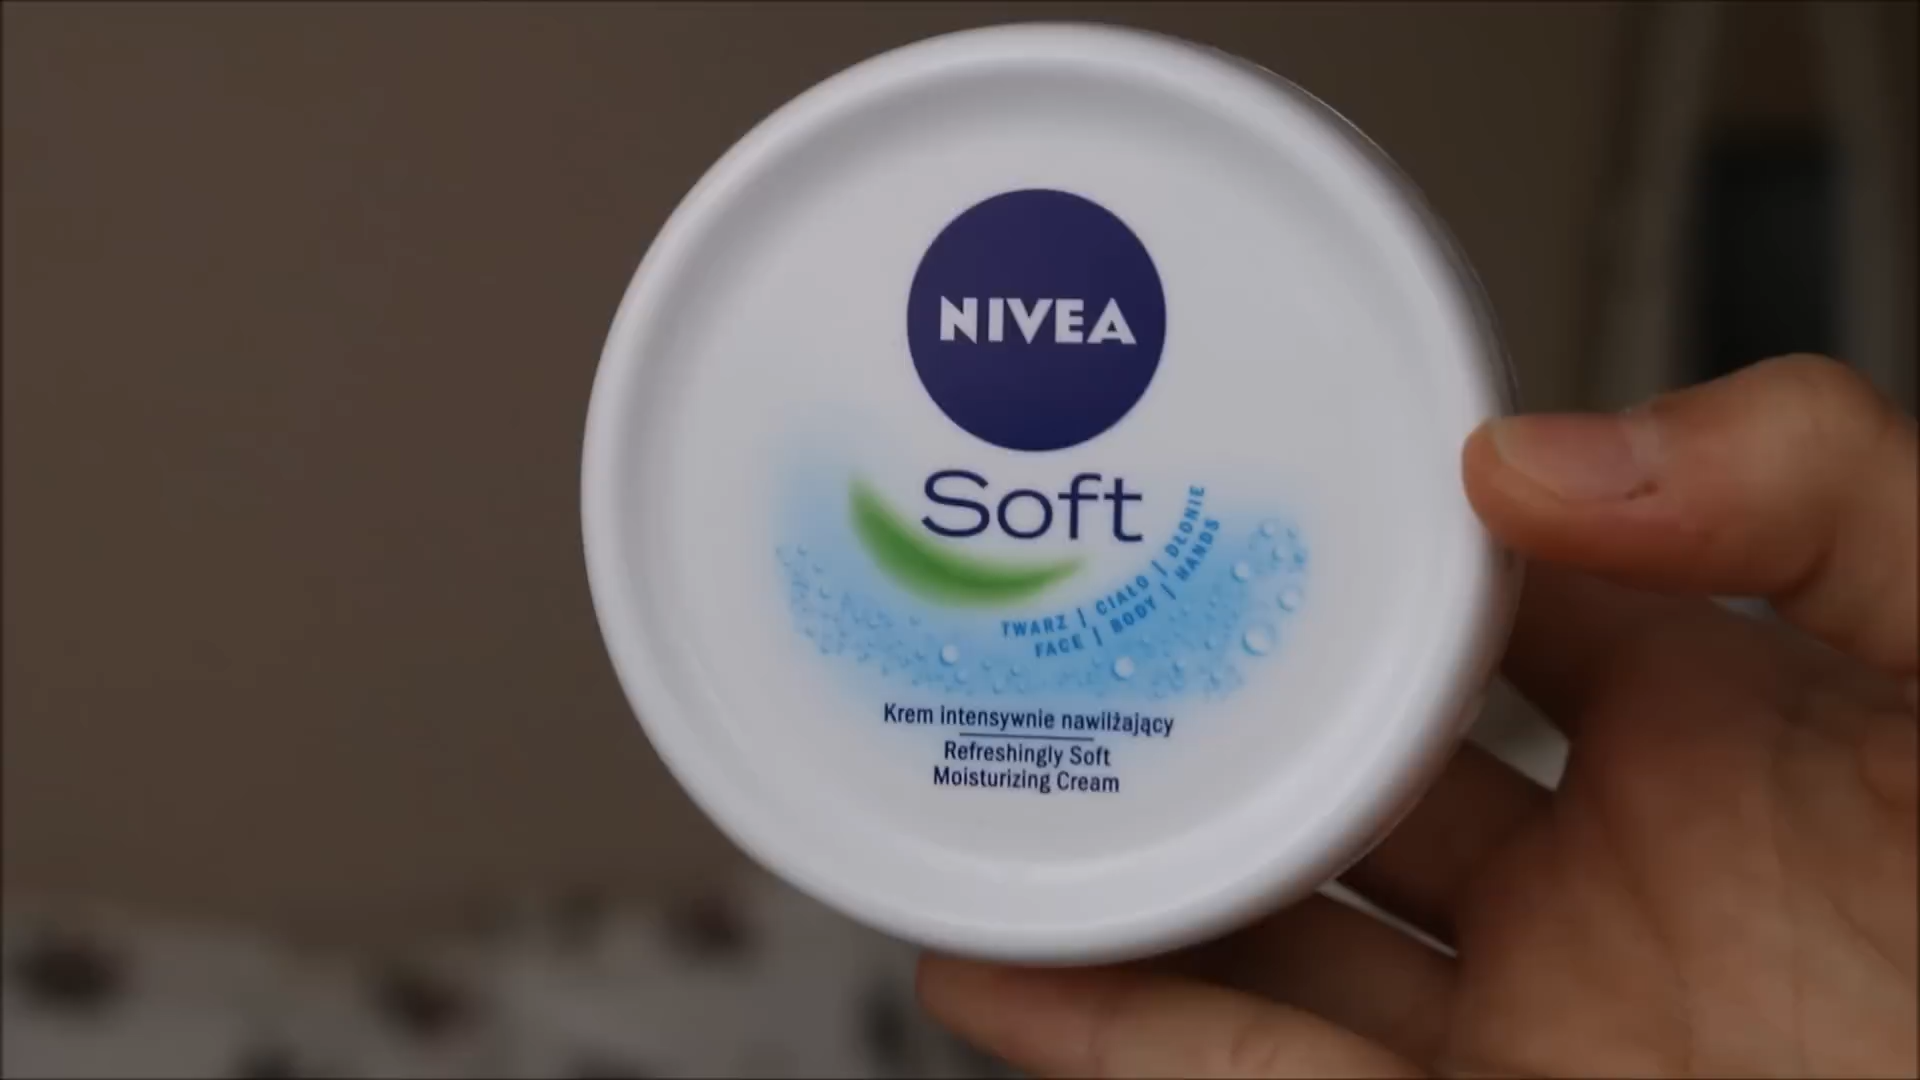 NIVEA
Soft
TWARZ | CIAŁO | DŁONIE
FACE | BODY | HANDS
Krem intensywnie nawilżający
Refreshingly Soft
Moisturizing Cream